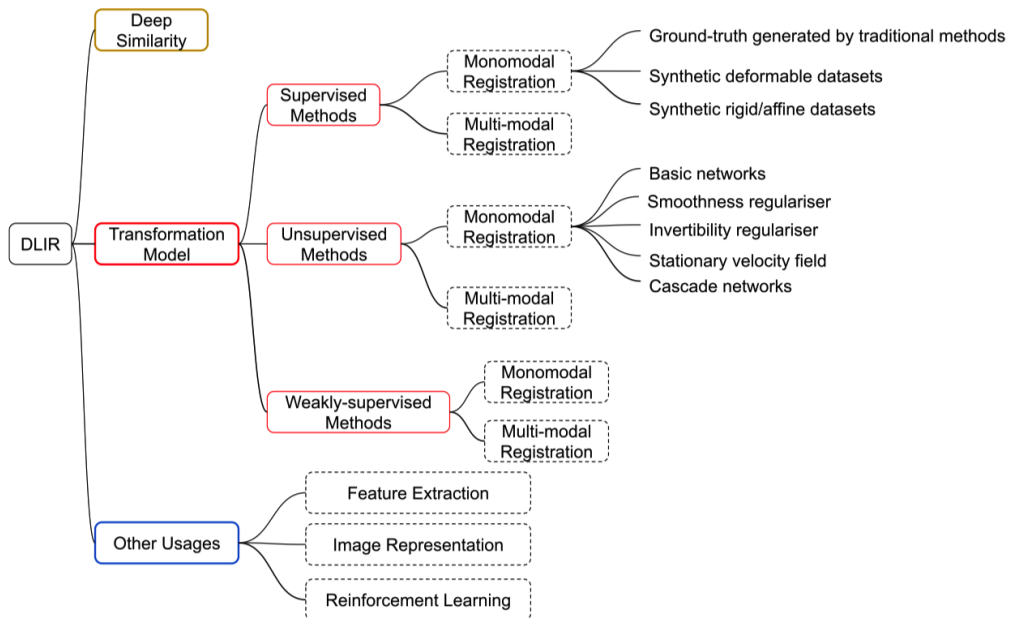 Deep
Similarity
Monomodal
Registration
Ground-truth generated by traditional methods
Synthetic deformable datasets
Synthetic rigid/affine datasets
Supervised
Methods
Multi-modal
Registration
DLIR
Transformation
Model
Unsupervised
Methods
Monomodal
Registration
Basic networks
Smoothness regulariser
Invertibility regulariser
Stationary velocity field
Cascade networks
Multi-modal
Registration
Weakly-supervised
Methods
Monomodal
Registration
Multi-modal
Registration
Other Usages
Feature Extraction
Image Representation
Reinforcement Learning